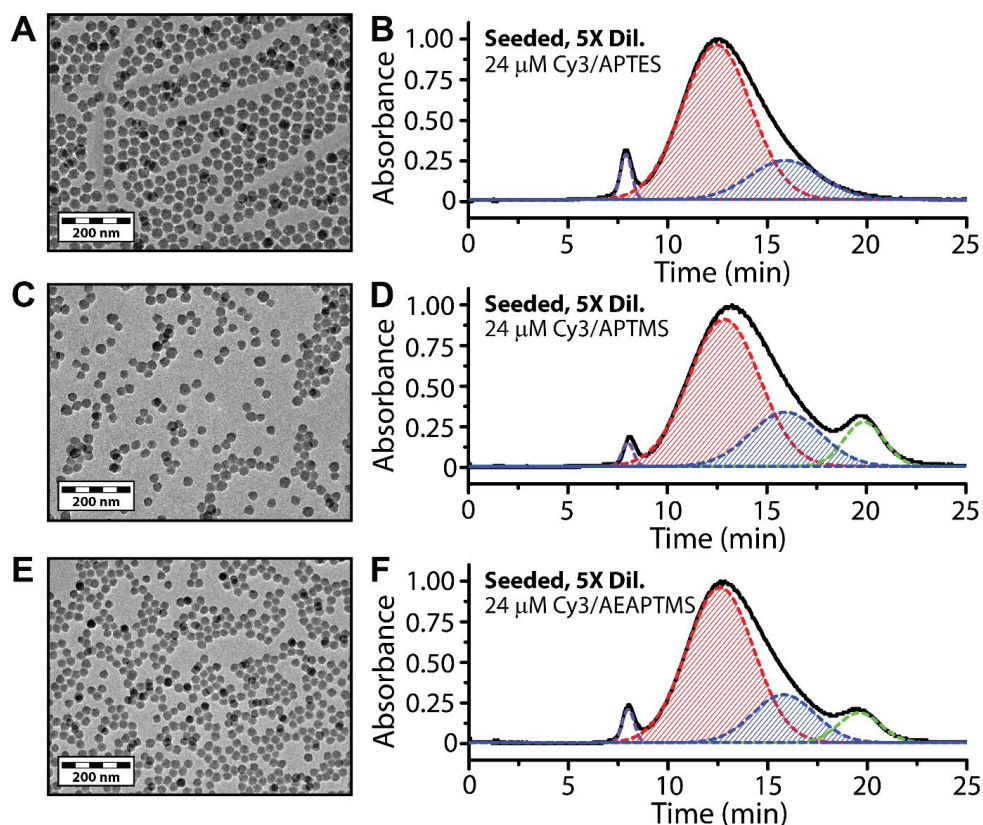 A
200 nm
B
Seeded, 5X Dil.
24 μM Cy3/APTES
Absorbance
1.00
0.75
0.50
0.25
0
0 5 10 15 20 25
Time (min)
C
200 nm
D
Seeded, 5X Dil.
24 μM Cy3/APTMS
Absorbance
1.00
0.75
0.50
0.25
0
0 5 10 15 20 25
Time (min)
E
200 nm
F
Seeded, 5X Dil.
24 μM Cy3/AEAPTMS
Absorbance
1.00
0.75
0.50
0.25
0
0 5 10 15 20 25
Time (min)